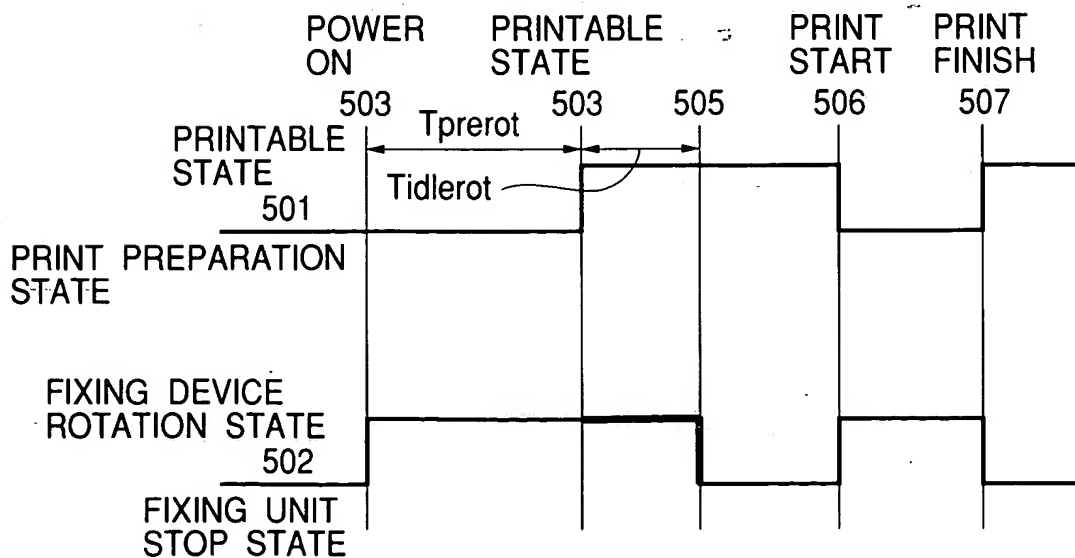 POWER
ON
PRINTABLE
STATE
PRINT
START
PRINT
FINISH
503
503
505
506
507
Tprerot
PRINTABLE
STATE
Tidlerot
501
PRINT PREPARATION
STATE
FIXING DEVICE
ROTATION STATE
502
FIXING UNIT
STOP STATE